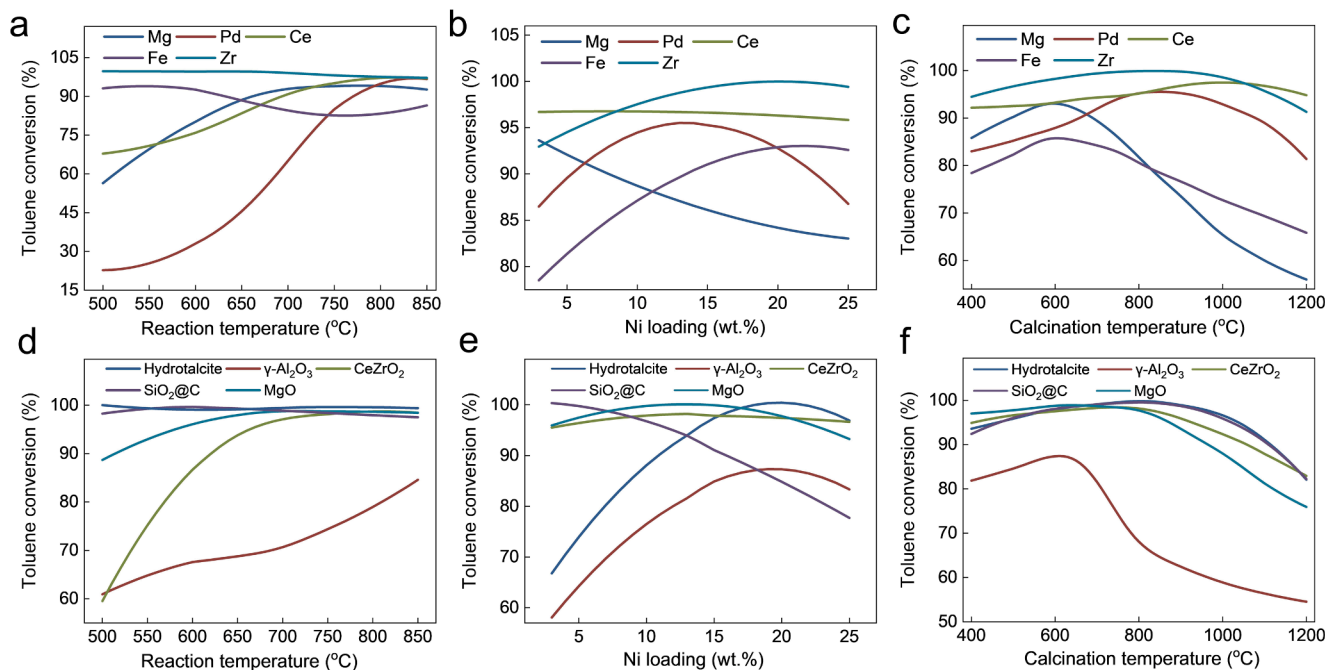 a
Mg Pd Ce
Fe Zr
Toluene conversion (%)
105
90
75
60
45
30
15
500 550 600 650 700 750 800 850
Reaction temperature (°C)
b
Mg Pd Ce
Fe Zr
Toluene conversion (%)
105
100
95
90
85
80
5 10 15 20 25
Ni loading (wt.%)
c
Mg Pd Ce
Fe Zr
Toluene conversion (%)
100
90
80
70
60
400 600 800 1000 1200
Calcination temperature (°C)
d
Hydrotalcite γ-Al₂O₃ CeZrO₂
SiO₂@C MgO
Toluene conversion (%)
100
90
80
70
60
500 550 600 650 700 750 800 850
Reaction temperature (°C)
e
Hydrotalcite γ-Al₂O₃ CeZrO₂
SiO₂@C MgO
Toluene conversion (%)
100
90
80
70
60
5 10 15 20 25
Ni loading (wt.%)
f
Hydrotalcite γ-Al₂O₃ CeZrO₂
SiO₂@C MgO
Toluene conversion (%)
100
90
80
70
60
50
400 600 800 1000 1200
Calcination temperature (°C)